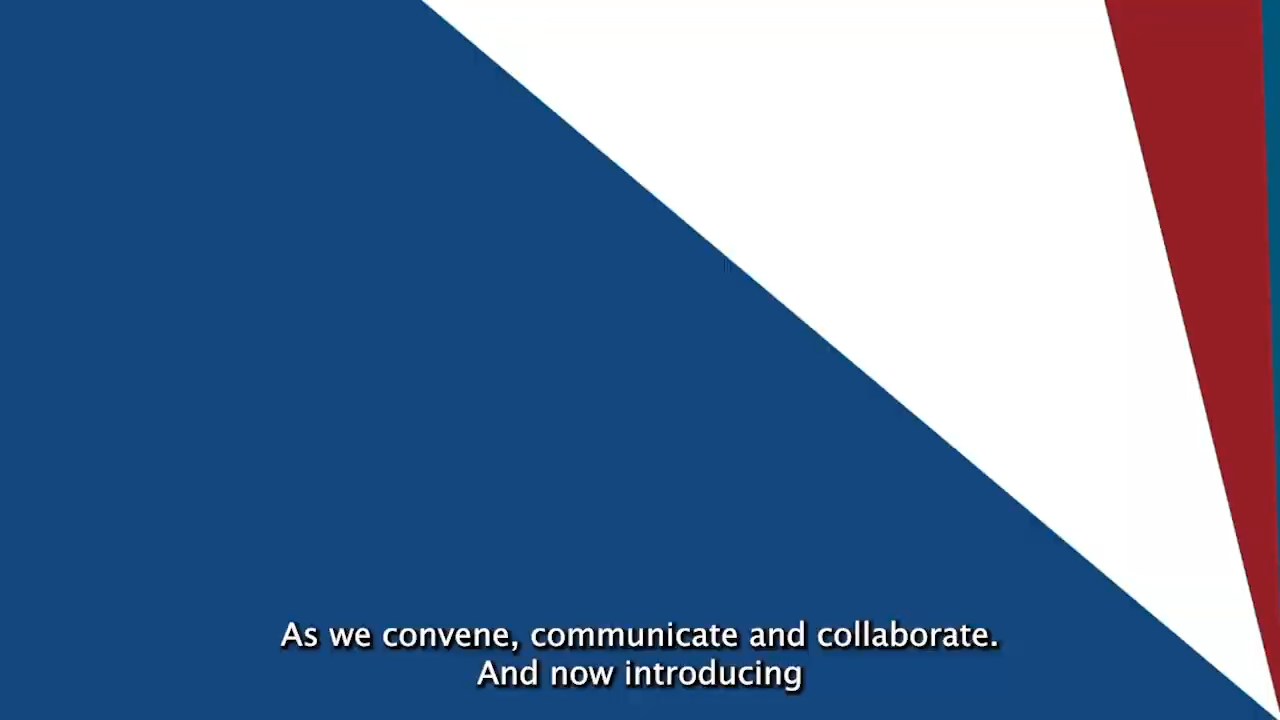 As we convene, communicate and collaborate.
And now introducing